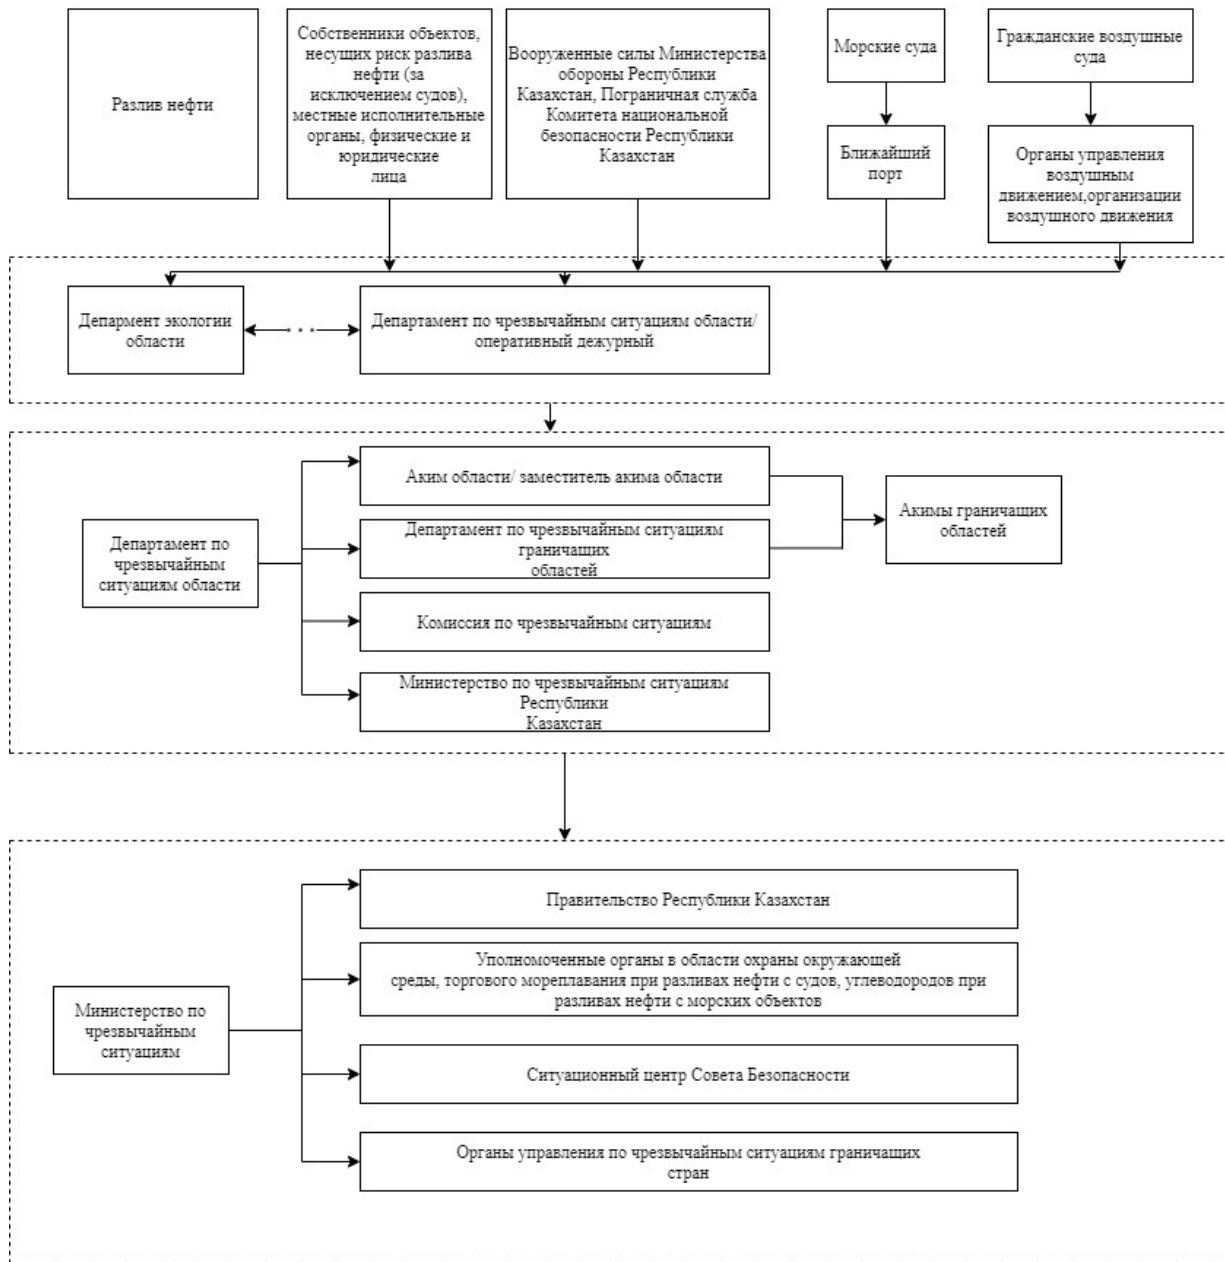 Разлив нефти
Собственники объектов,
несущих риск разлива
нефти (за
исключением судов),
местные исполнительные
органы, физические и
юридические
лица
Вооруженные силы Министерства
обороны Республики
Казахстан, Пограничная служба
Комитета национальной
безопасности Республики
Казахстан
Морские суда
Гражданские воздушные
суда
Ближайший
порт
Органы управления
воздушным
движением,организации
воздушного движения
Депармент экологии
области
Департамент по чрезвычайным ситуациям области/
оперативный дежурный
Департамент по
чрезвычайным
ситуациям области
Аким области/ заместитель акима области
Департамент по чрезвычайным ситуациям
граничащих
областей
Комиссия по чрезвычайным ситуациям
Министерство по чрезвычайным ситуациям
Республики
Казахстан
Акимы граничащих
областей
Министерство по
чрезвычайным
ситуациям
Правительство Республики Казахстан
Уполномоченные органы в области охраны окружающей
среды, торгового мореплавания при разливах нефти с судов, углеводородов при
разливах нефти с морских объектов
Ситуационный центр Совета Безопасности
Органы управления по чрезвычайным ситуациям граничащих
стран